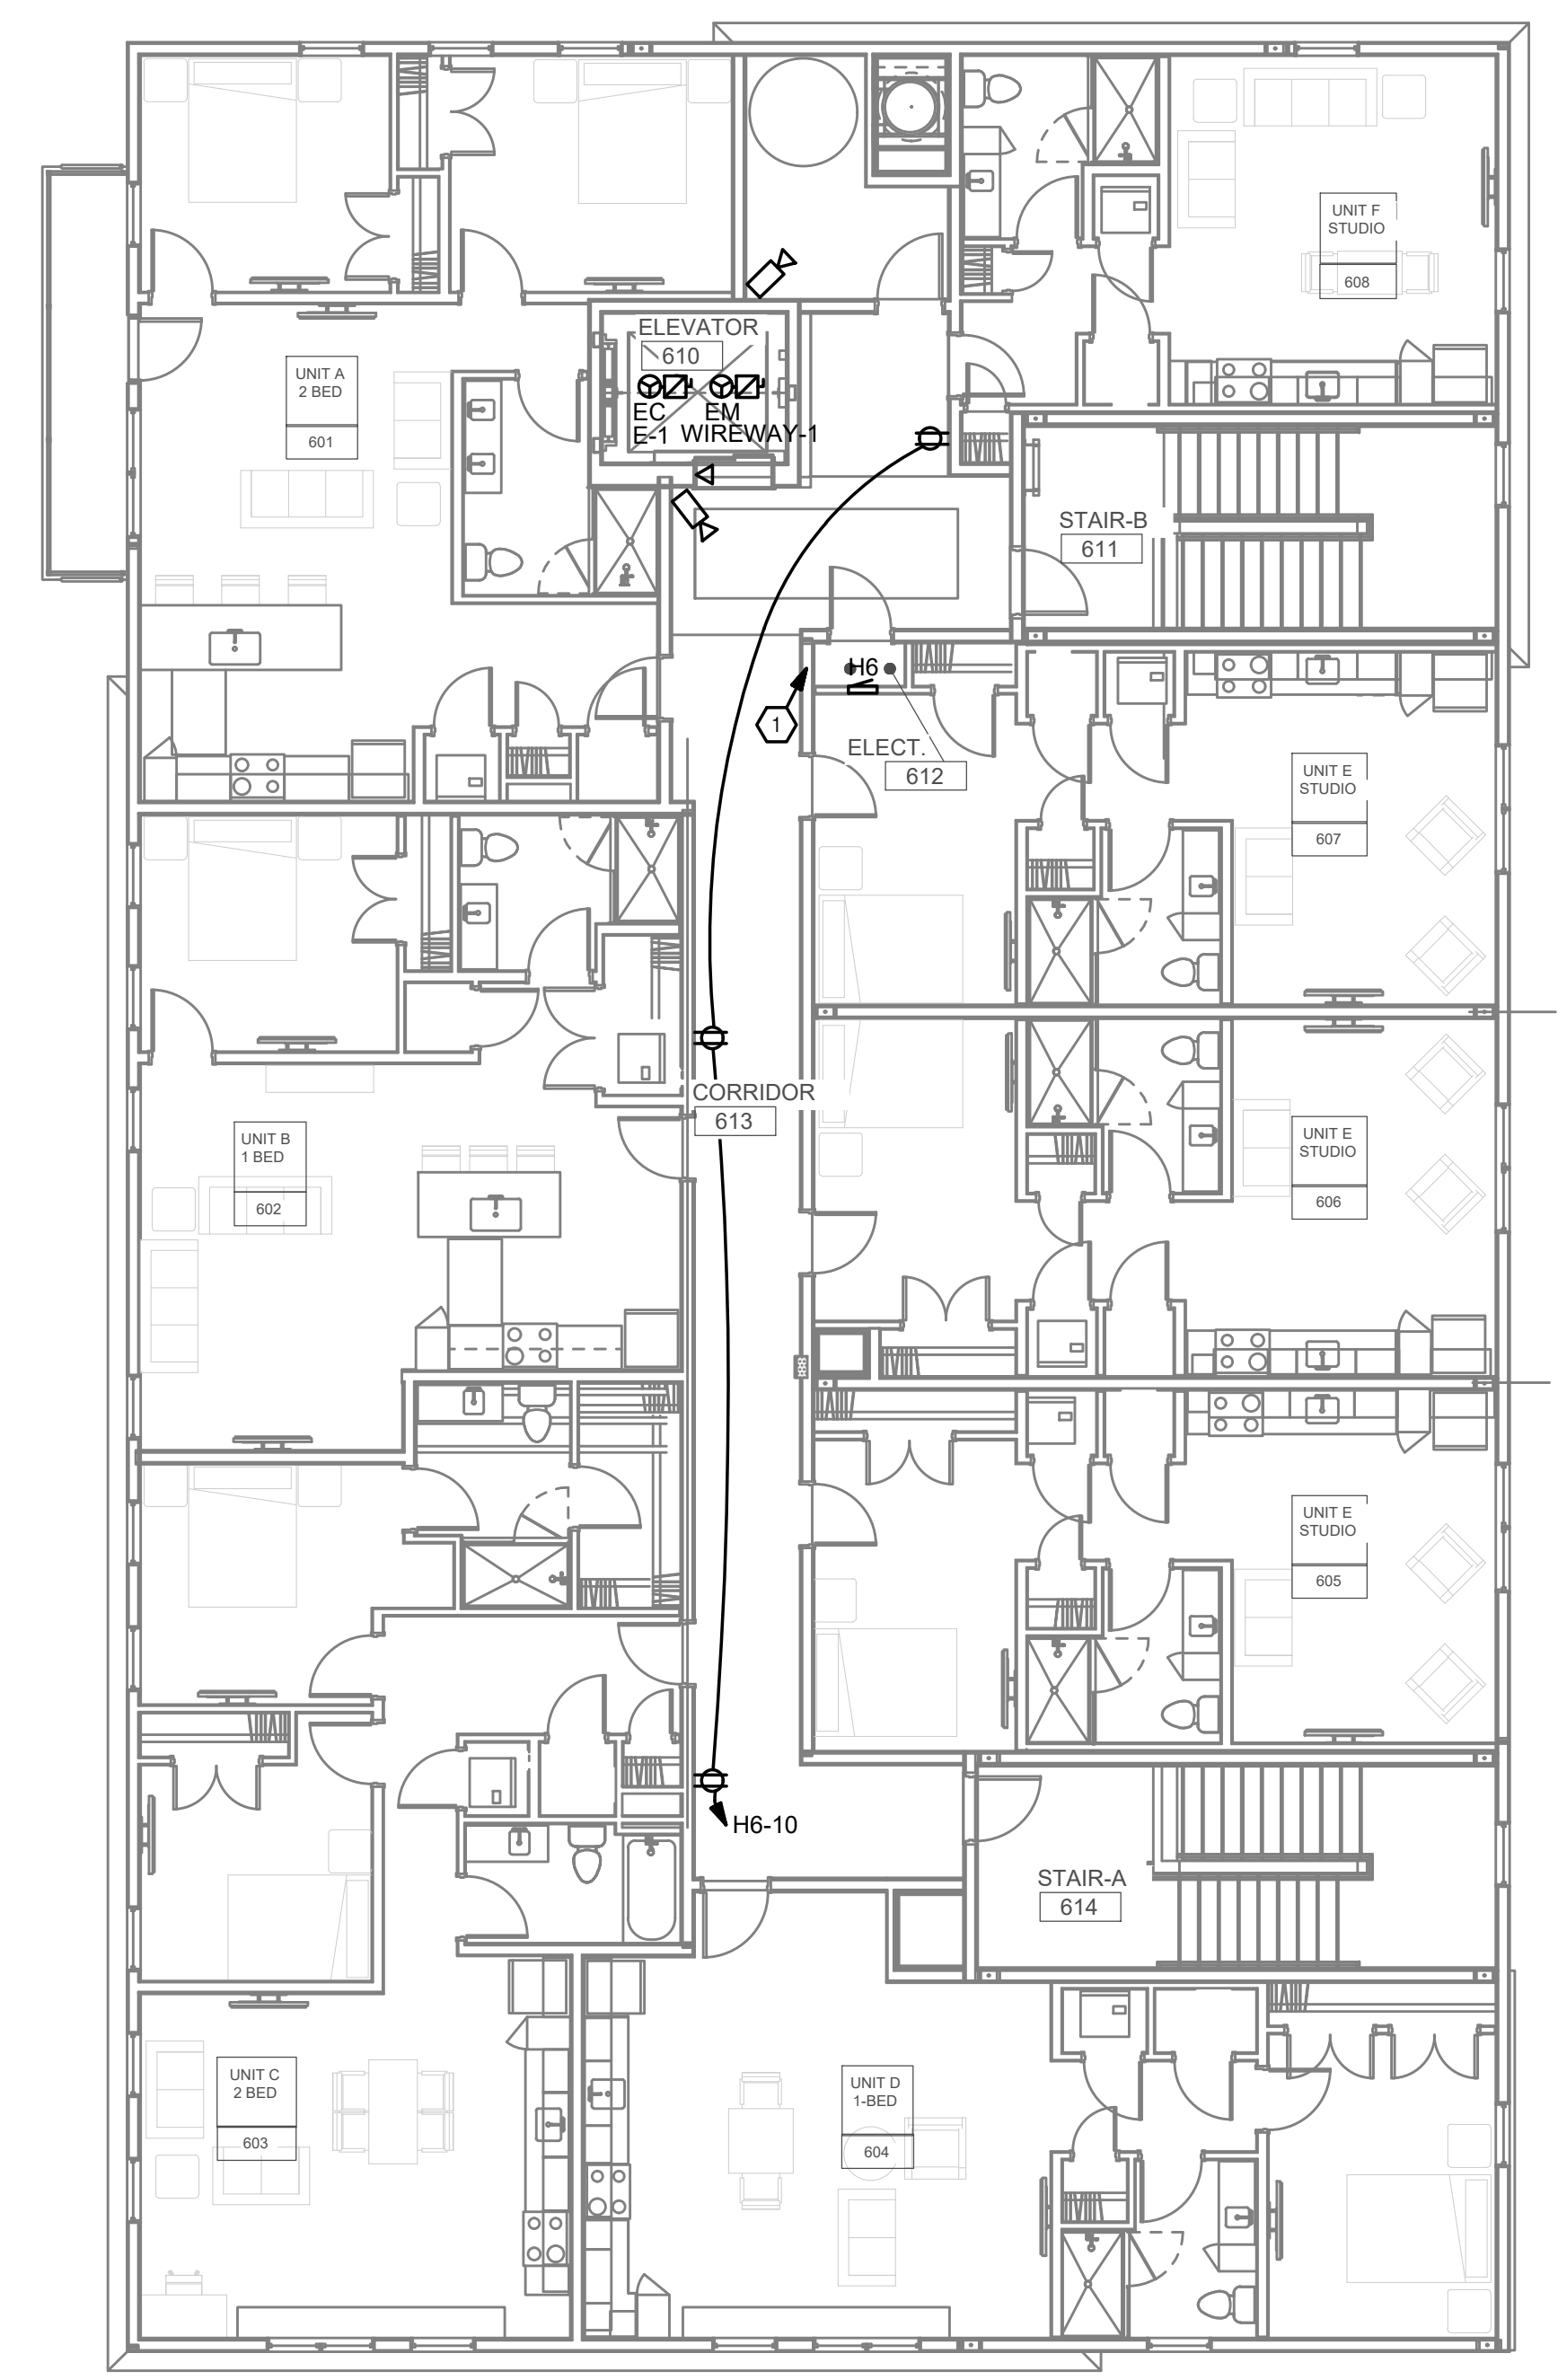 UNIT F
STUDIO
608
ELEVATOR
610
EC
E-1
EM
WIREWAY-1
UNIT A
2 BED
601
STAIR-B
611
H6
1
ELECT.
612
UNIT E
STUDIO
607
CORRIDOR
613
UNIT B
1 BED
602
UNIT E
STUDIO
606
UNIT E
STUDIO
605
H6-10
STAIR-A
614
UNIT C
2 BED
603
UNIT D
1-BED
604